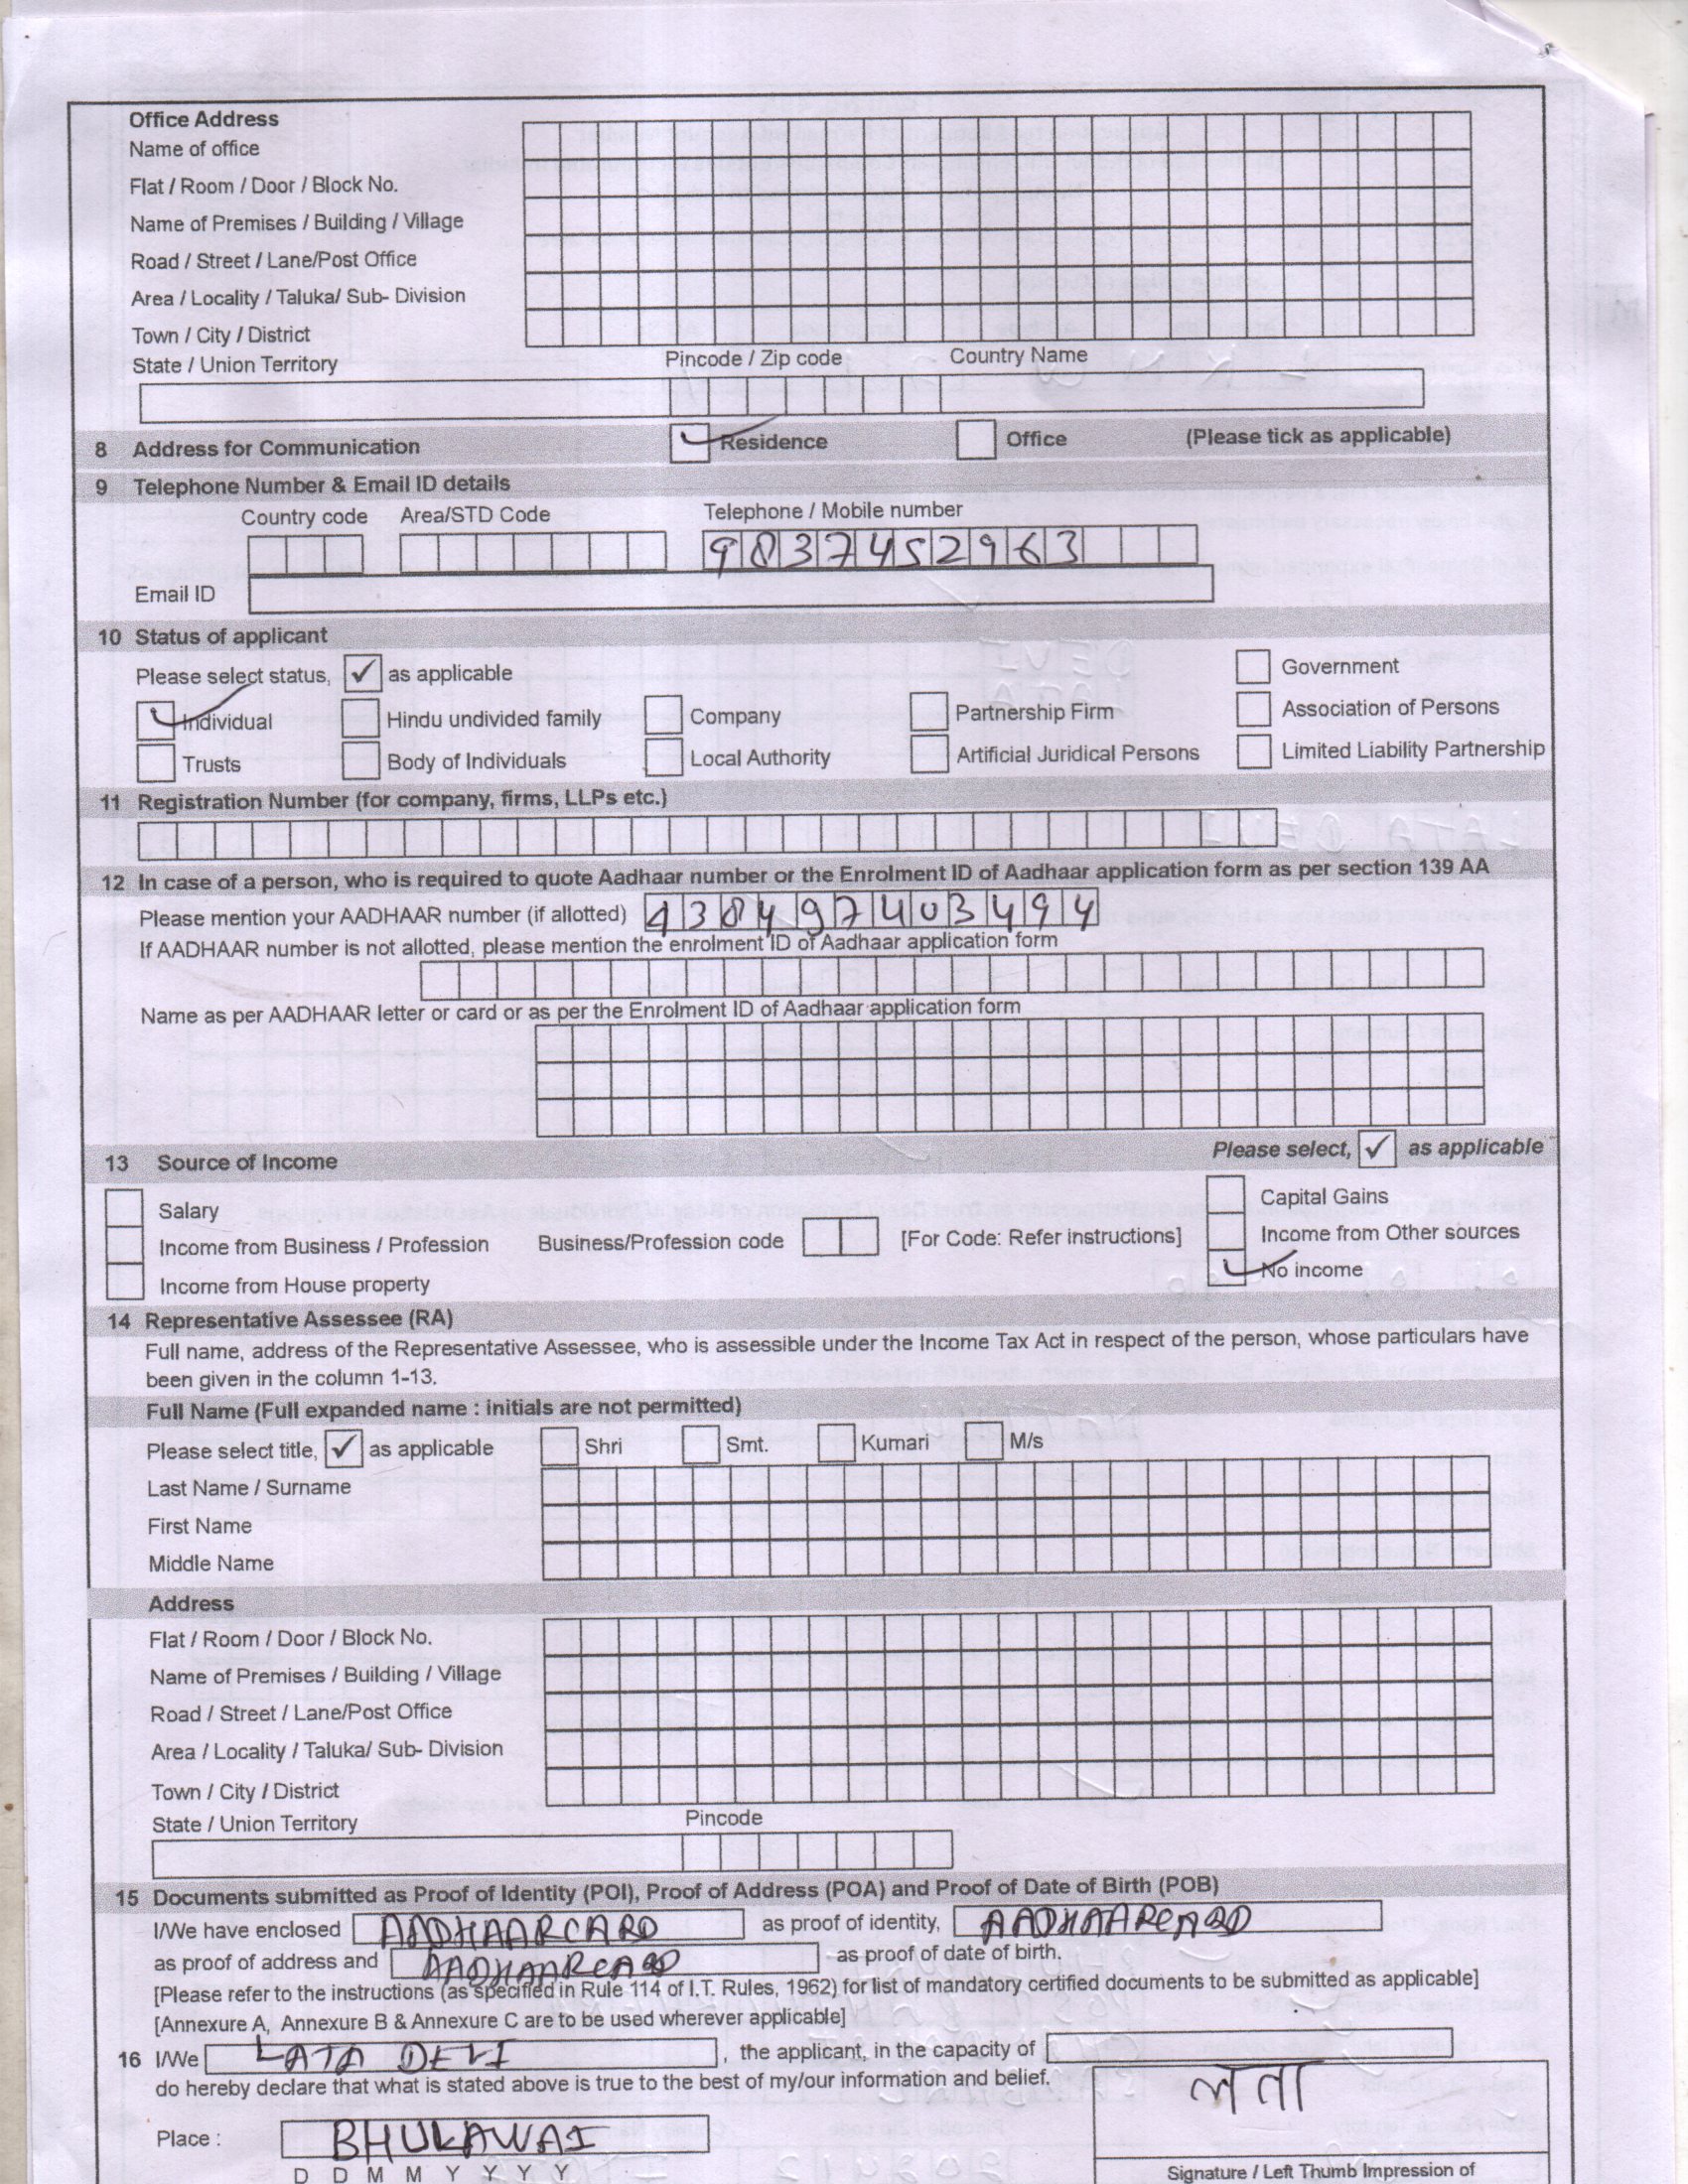 Office Address
Name of office
Flat / Room / Door / Block No.
Name of Premises / Building / Village
Road / Street / Lane/Post Office
Area / Locality / Taluka/ Sub- Division
Town / City / District
State / Union Territory Pincode / Zip code Country Name
8 Address for Communication Residence Office (Please tick as applicable)
9 Telephone Number & Email ID details
Country code Area/STD Code Telephone / Mobile number
9837452963
Email ID
10 Status of applicant
Please select status, ✓ as applicable Government
Individual Hindu undivided family Company Partnership Firm Association of Persons
Trusts Body of Individuals Local Authority Artificial Juridical Persons Limited Liability Partnership
11 Registration Number (for company, firms, LLPs etc.)
12 In case of a person, who is required to quote Aadhaar number or the Enrolment ID of Aadhaar application form as per section 139 AA
Please mention your AADHAAR number (if allotted)
If AADHAAR number is not allotted, please mention the enrolment ID of Aadhaar application form
Name as per AADHAAR letter or card or as per the Enrolment ID of Aadhaar application form
13 Source of Income Please select, ✓ as applicable
Salary Capital Gains
Income from Business / Profession Business/Profession code [For Code: Refer instructions] Income from Other sources
Income from House property No income
14 Representative Assessee (RA)
Full name, address of the Representative Assessee, who is assessible under the Income Tax Act in respect of the person, whose particulars have
been given in the column 1-13.
Full Name (Full expanded name : initials are not permitted)
Please select title, ✓ as applicable Shri Smt. Kumari M/s
Last Name / Surname
First Name
Middle Name
Address
Flat / Room / Door / Block No.
Name of Premises / Building / Village
Road / Street / Lane/Post Office
Area / Locality / Taluka/ Sub- Division
Town / City / District
State / Union Territory Pincode
15 Documents submitted as Proof of Identity (POI), Proof of Address (POA) and Proof of Date of Birth (POB)
I/We have enclosed AADHAARCARD as proof of identity, AADHAARCARD
as proof of address and AADHAARCARD as proof of date of birth.
[Please refer to the instructions (as specified in Rule 114 of I.T. Rules, 1962) for list of mandatory certified documents to be submitted as applicable]
[Annexure A, Annexure B & Annexure C are to be used wherever applicable]
16 I/We LATA DEVI , the applicant, in the capacity of
do hereby declare that what is stated above is true to the best of my/our information and belief.
लता
Place : BHULAWAI
D D M M Y Y Y Y
Signature / Left Thumb Impression of